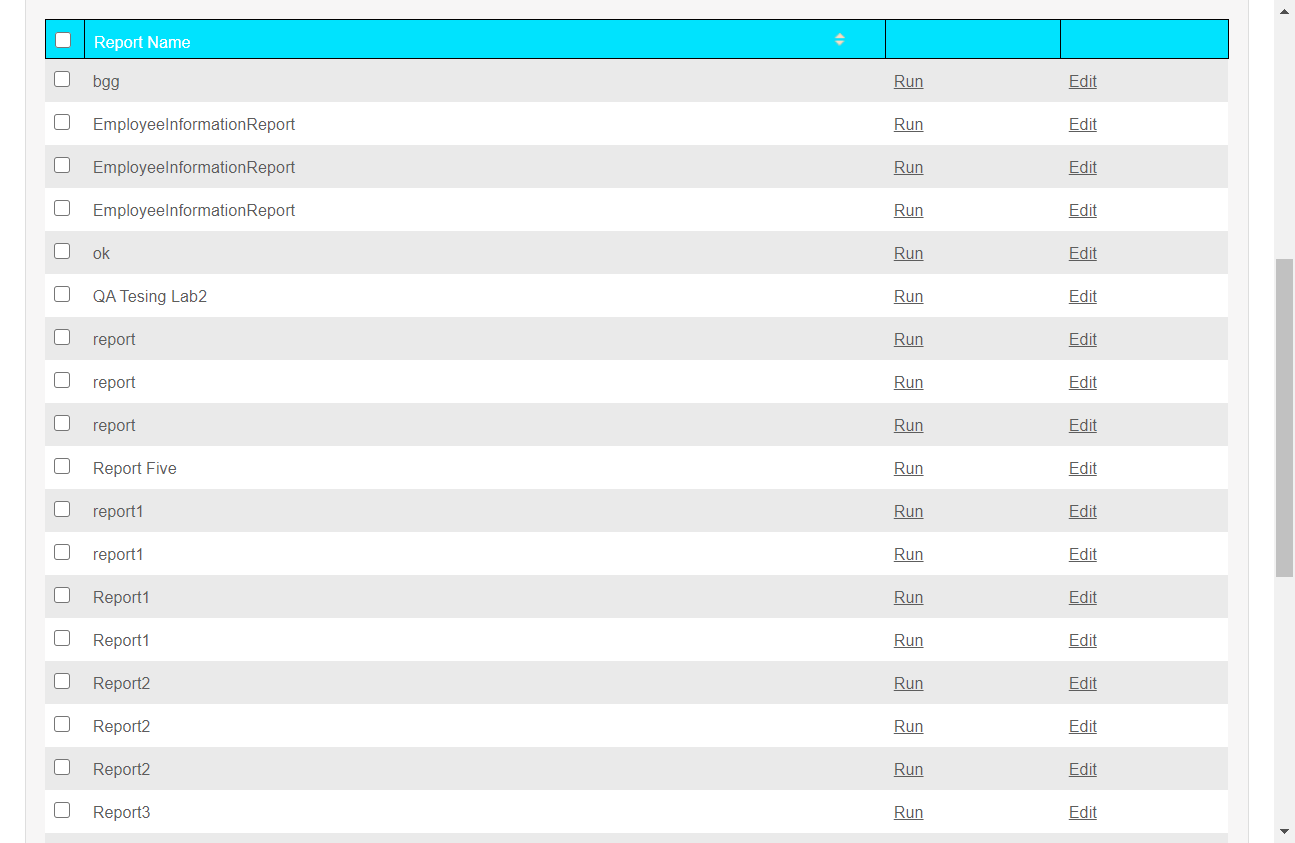 Report Name
bgg Run Edit
EmployeeInformationReport Run Edit
EmployeeInformationReport Run Edit
EmployeeInformationReport Run Edit
ok Run Edit
QA Tesing Lab2 Run Edit
report Run Edit
report Run Edit
report Run Edit
Report Five Run Edit
report1 Run Edit
report1 Run Edit
Report1 Run Edit
Report1 Run Edit
Report2 Run Edit
Report2 Run Edit
Report2 Run Edit
Report3 Run Edit